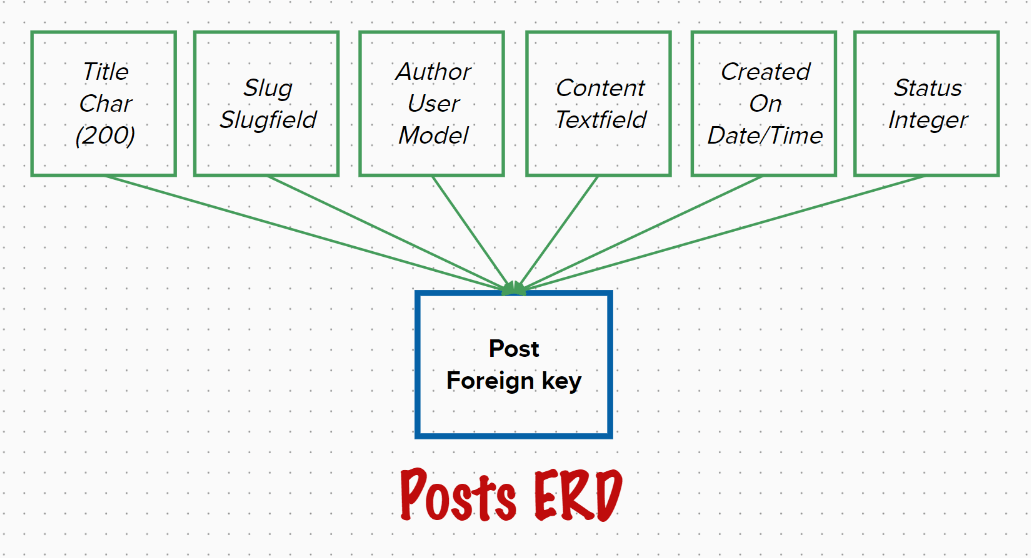 Title
Char
(200)
Slug
Slugfield
Author
User
Model
Content
Textfield
Created
On
Date/Time
Status
Integer
Post
Foreign key
Posts ERD